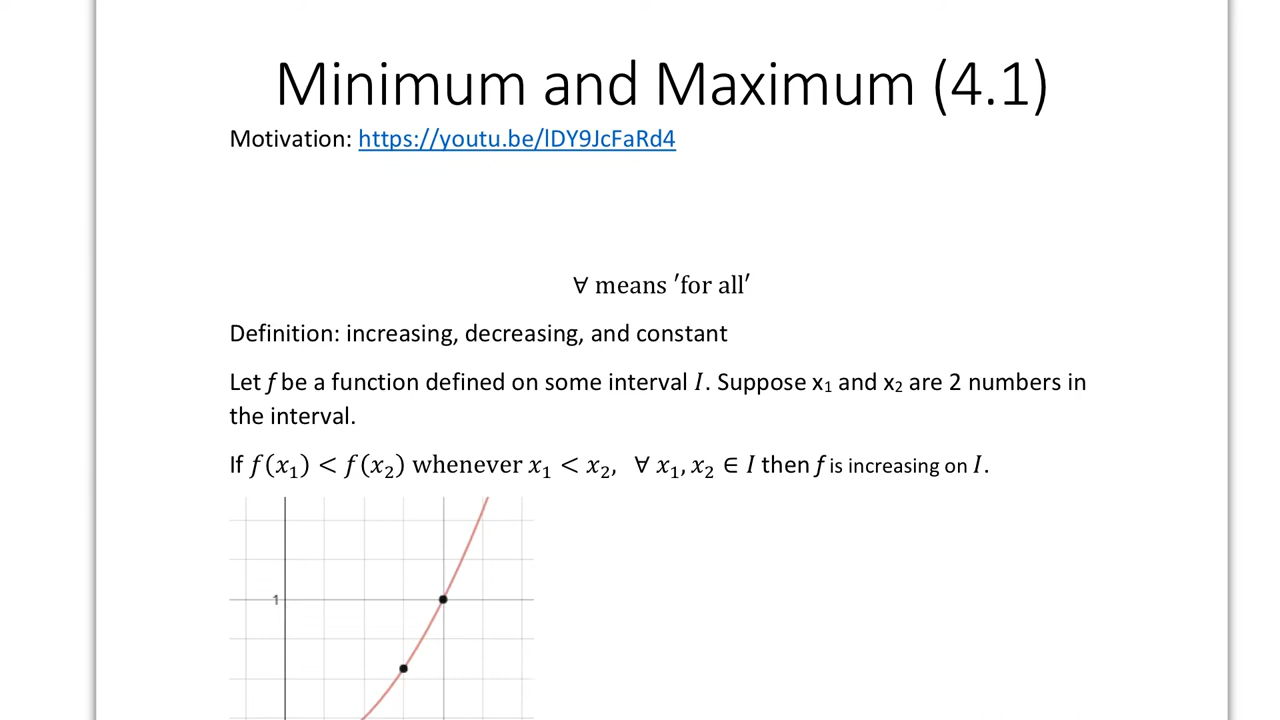 Minimum and Maximum (4.1)
Motivation: https://youtu.be/lDY9JcFaRd4
∀ means ′for all′
Definition: increasing, decreasing, and constant
Let f be a function defined on some interval I. Suppose x₁ and x₂ are 2 numbers in
the interval.
If f(x₁) < f(x₂) whenever x₁ < x₂, ∀ x₁, x₂ ∈ I then f is increasing on I.
1